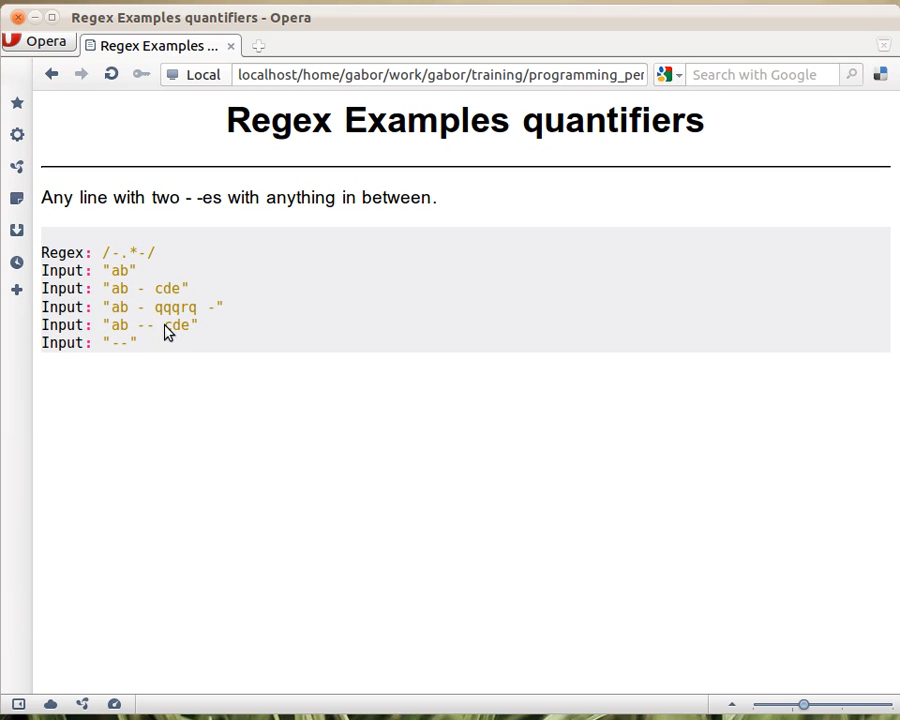 Regex Examples quantifiers - Opera
Opera
Regex Examples ...
Local
localhost/home/gabor/work/gabor/training/programming_per
Search with Google
Regex Examples quantifiers
Any line with two - -es with anything in between.
Regex: /-.*-/
Input: "ab"
Input: "ab - cde"
Input: "ab - qqqrq -"
Input: "ab -- cde"
Input: "--"